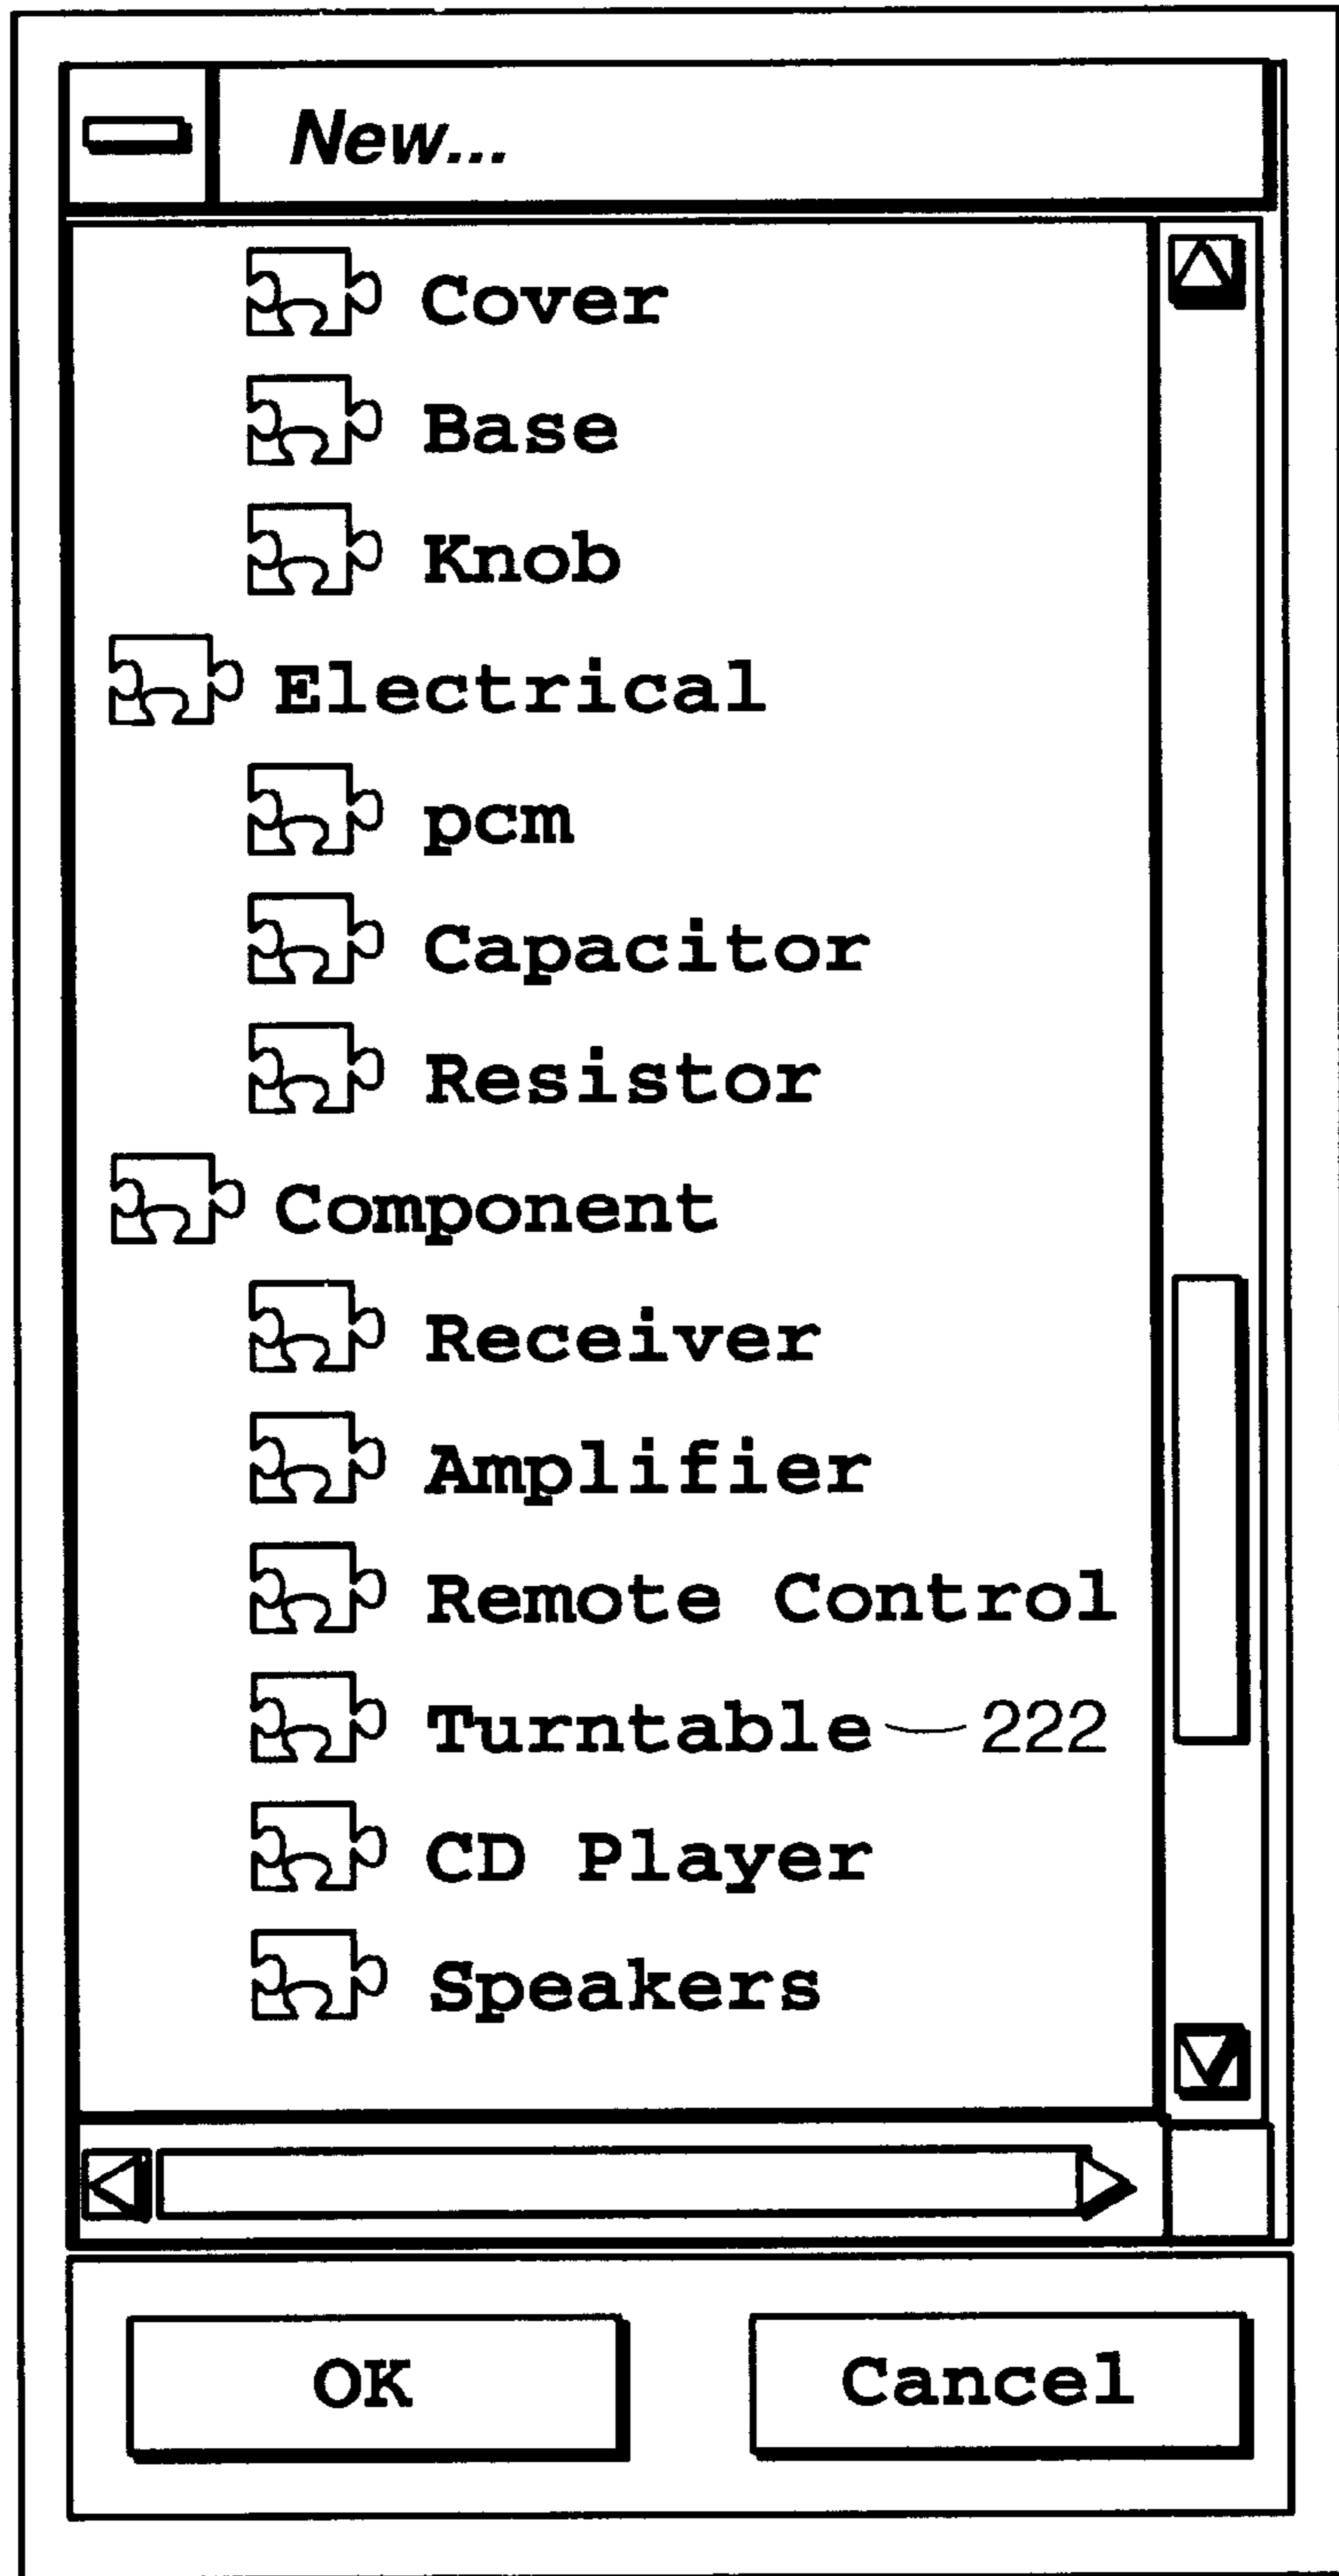 New...
Cover
Base
Knob
Electrical
pcm
Capacitor
Resistor
Component
Receiver
Amplifier
Remote Control
Turntable 222
CD Player
Speakers
OK Cancel